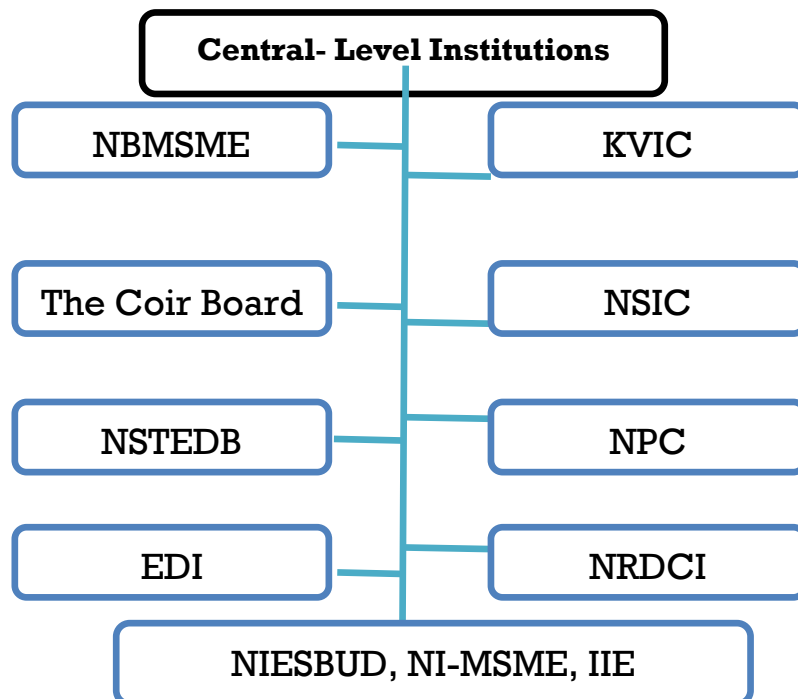 Central- Level Institutions
NBMSME
KVIC
The Coir Board
NSIC
NSTEDB
NPC
EDI
NRDCI
NIESBUD, NI-MSME, IIE